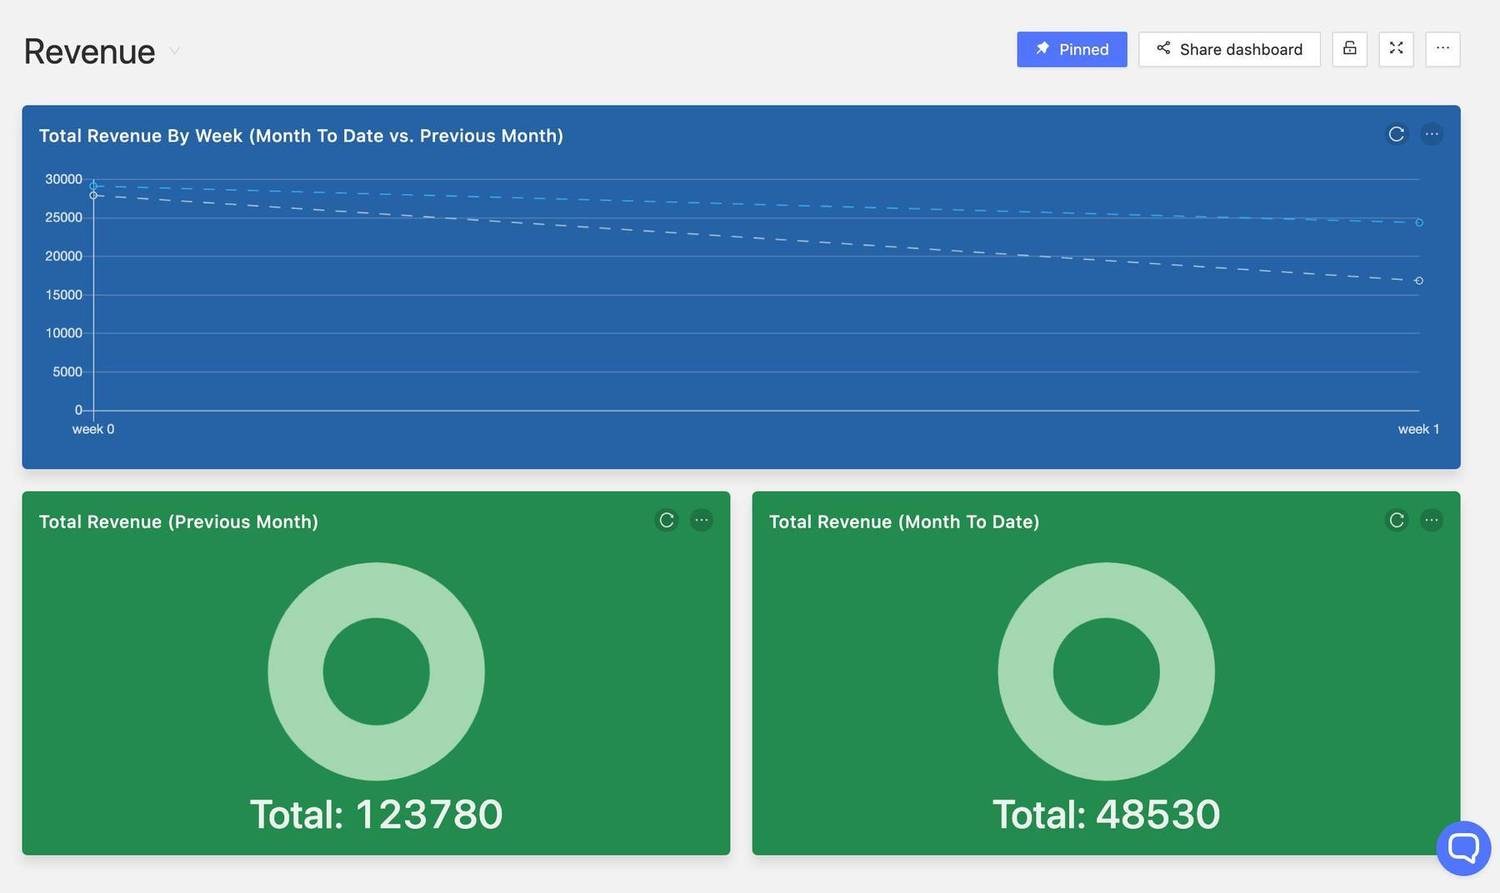 Revenue
Pinned
Share dashboard
Total Revenue By Week (Month To Date vs. Previous Month)
30000
25000
20000
15000
10000
5000
0
week 0
week 1
Total Revenue (Previous Month)
Total: 123780
Total Revenue (Month To Date)
Total: 48530